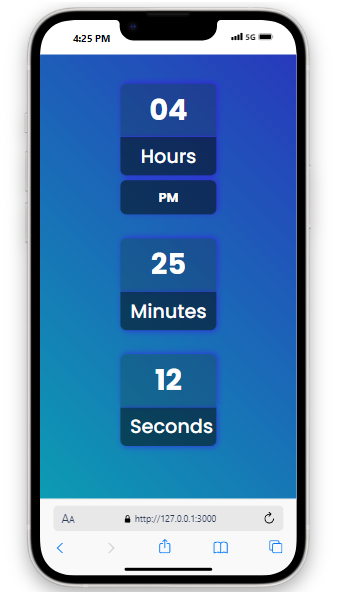 4:25 PM 5G
04
Hours
PM
25
Minutes
12
Seconds
AA http://127.0.0.1:3000